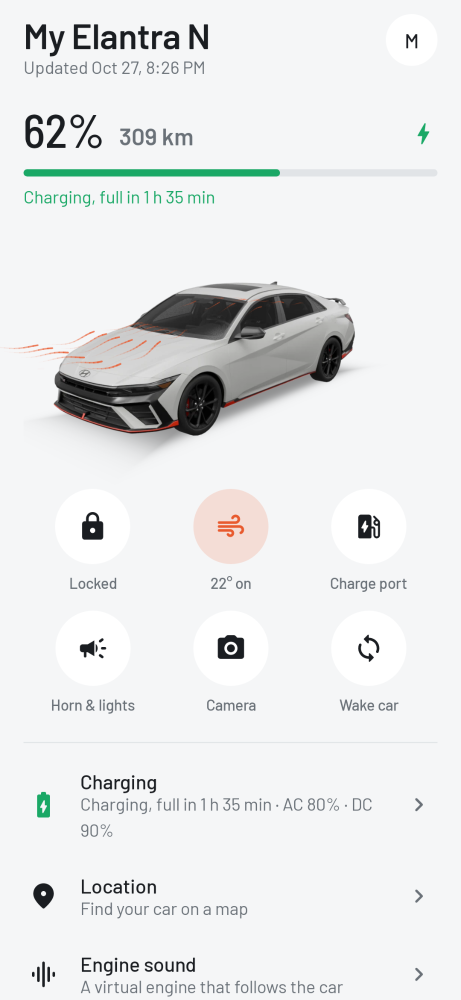 My Elantra N
M
Updated Oct 27, 8:26 PM
62% 309 km
Charging, full in 1 h 35 min
Locked
22° on
Charge port
Horn & lights
Camera
Wake car
Charging
Charging, full in 1 h 35 min · AC 80% · DC
90%
Location
Find your car on a map
Engine sound
A virtual engine that follows the car